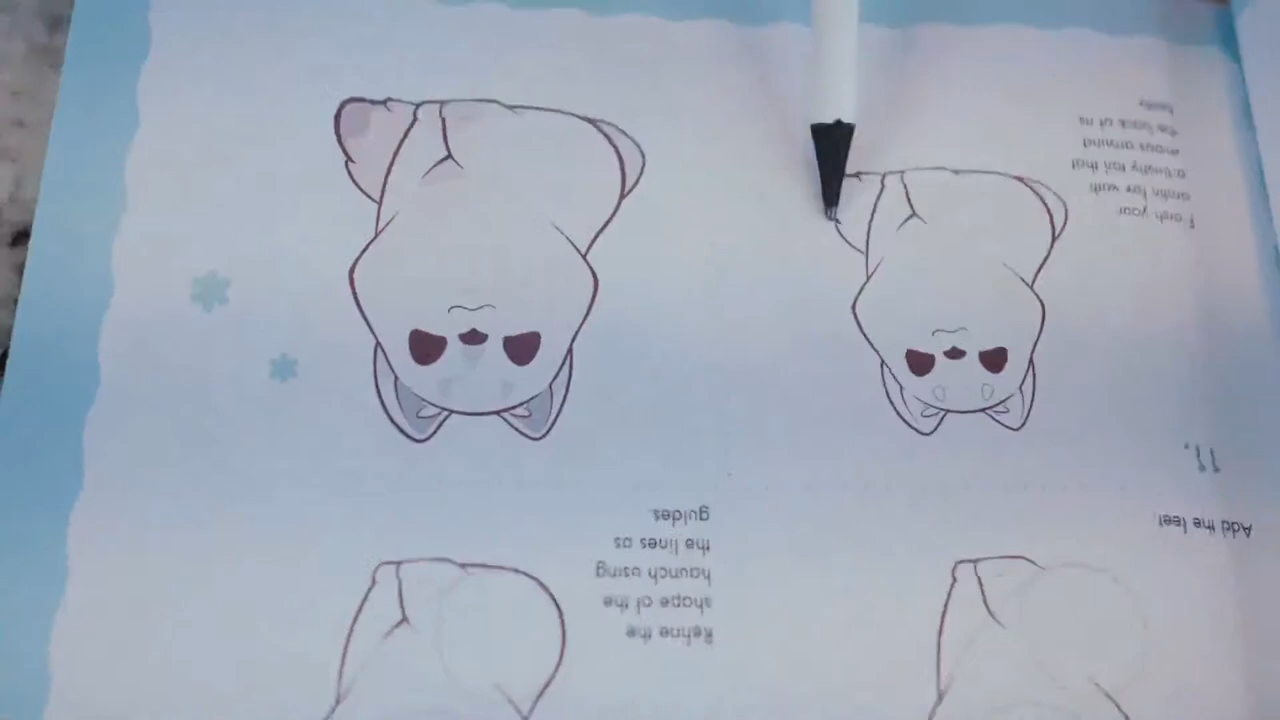 Add the feet.
Refine the
shape of the
haunch using
the lines as
guides.
11.
Finish your
arctic fox with
a bushy tail that
wraps around
the back of its
body.